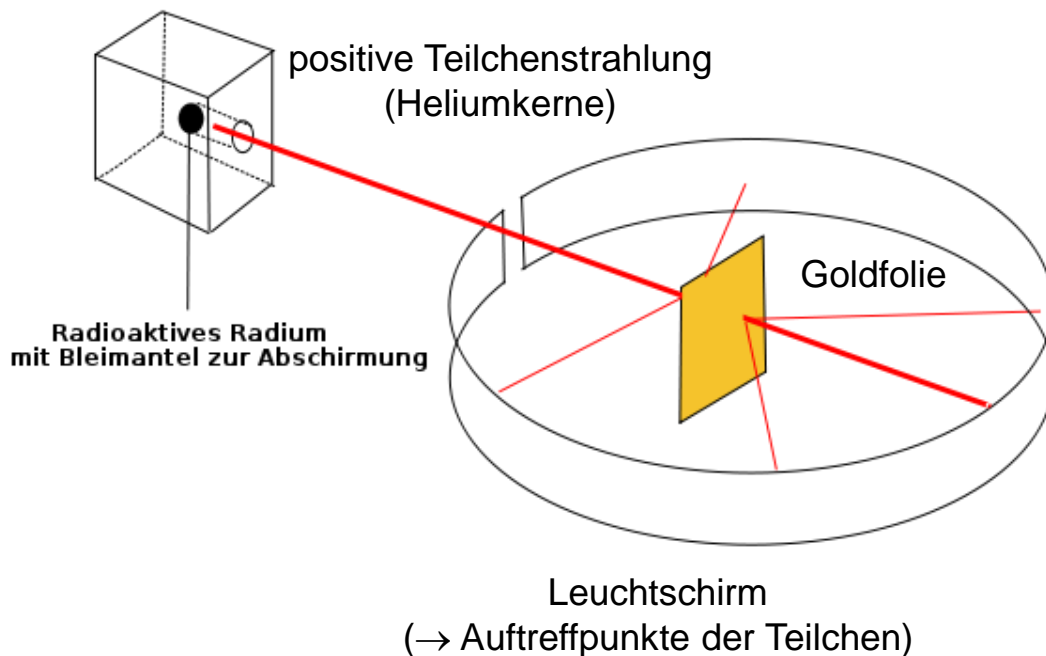 positive Teilchenstrahlung
(Heliumkerne)
Goldfolie
Radioaktives Radium
mit Bleimantel zur Abschirmung
Leuchtschirm
(→ Auftreffpunkte der Teilchen)